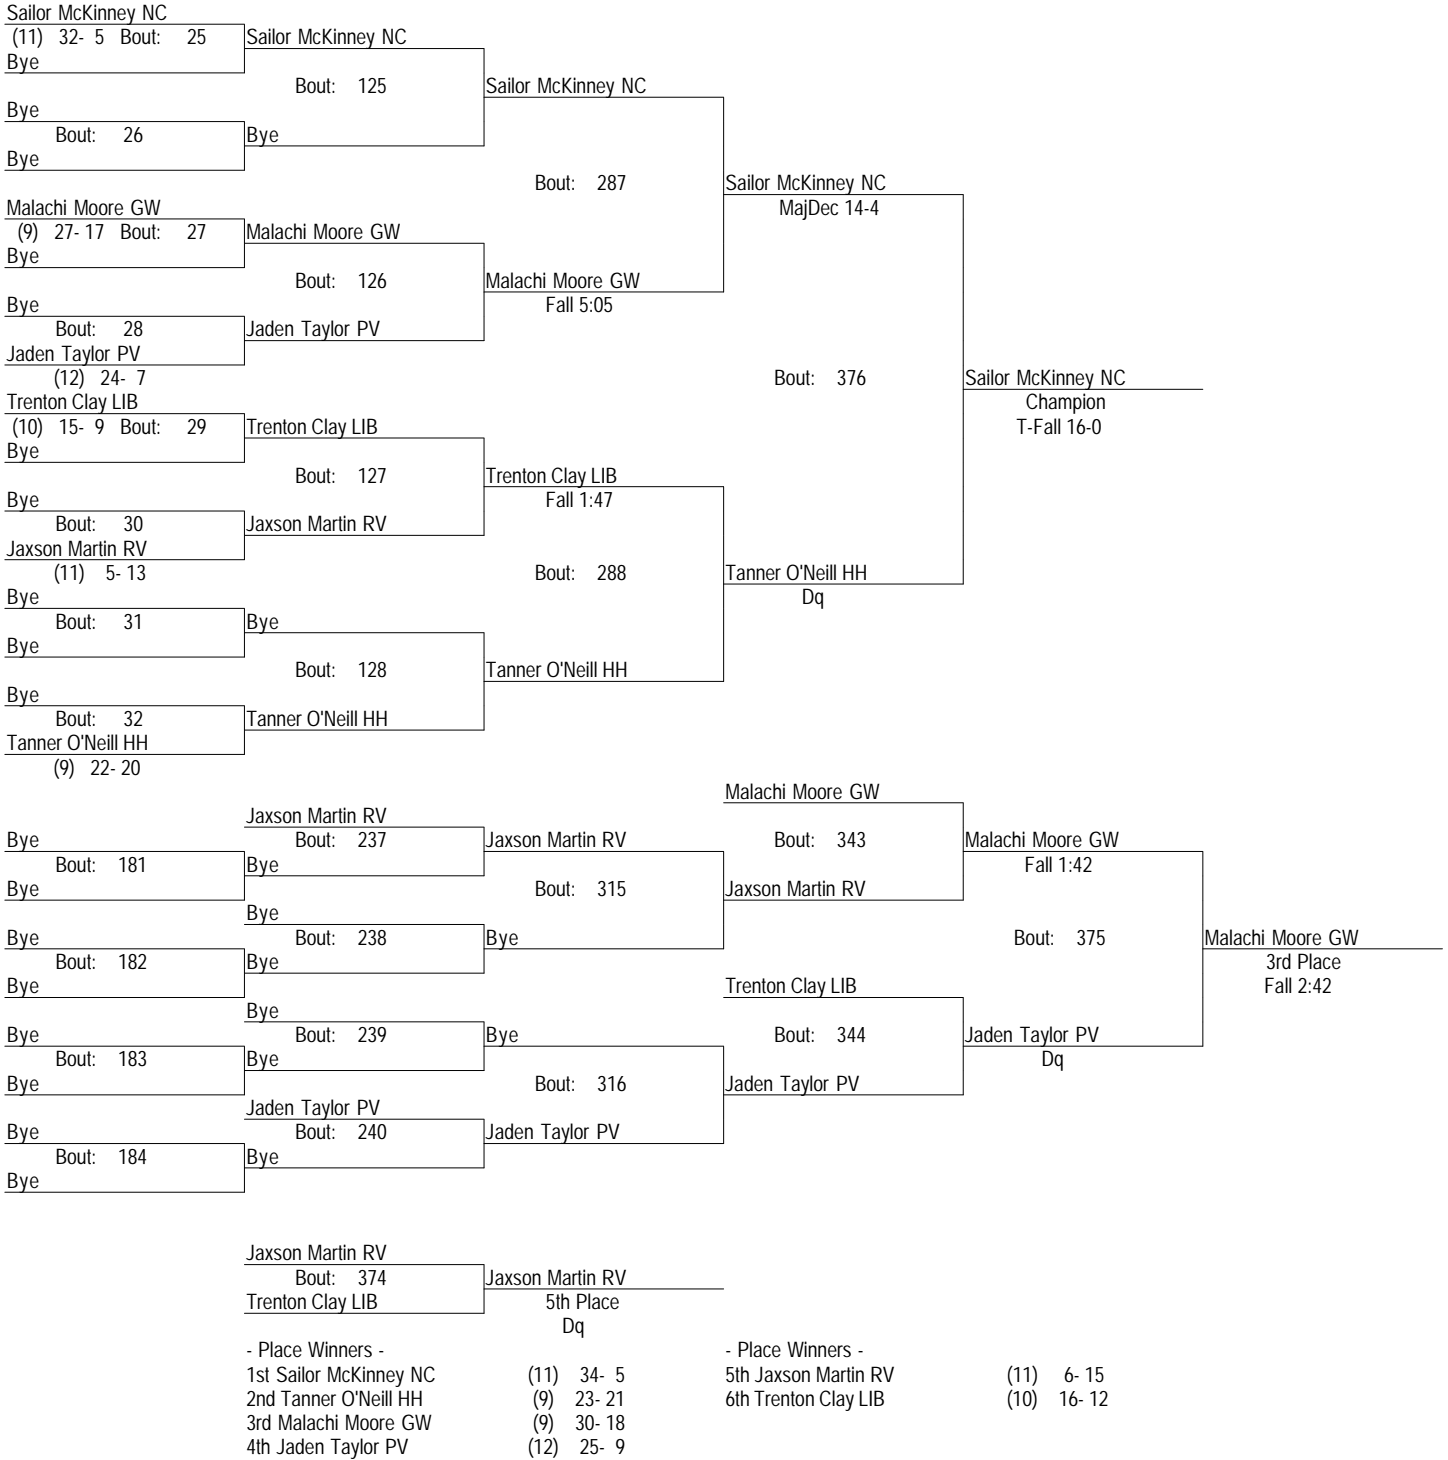 Sailor McKinney NC
(11) 32- 5 Bout: 25 Sailor McKinney NC
Bye
Bout: 125 Sailor McKinney NC
Bye
Bout: 26 Bye
Bye
Bout: 287 Sailor McKinney NC
MajDec 14-4
Malachi Moore GW
(9) 27- 17 Bout: 27 Malachi Moore GW
Bye
Bout: 126 Malachi Moore GW
Fall 5:05
Bye
Bout: 28 Jaden Taylor PV
Jaden Taylor PV
(12) 24- 7
Bout: 376 Sailor McKinney NC
Champion
T-Fall 16-0
Trenton Clay LIB
(10) 15- 9 Bout: 29 Trenton Clay LIB
Bye
Bout: 127 Trenton Clay LIB
Fall 1:47
Bye
Bout: 30 Jaxson Martin RV
Jaxson Martin RV
(11) 5- 13
Bout: 288 Tanner O'Neill HH
Dq
Bye
Bout: 31 Bye
Bye
Bout: 128 Tanner O'Neill HH
Bye
Bout: 32 Tanner O'Neill HH
Tanner O'Neill HH
(9) 22- 20
Malachi Moore GW
Jaxson Martin RV
Bye Bout: 237 Jaxson Martin RV Bout: 343 Malachi Moore GW
Bout: 181 Bye Fall 1:42
Bye Bout: 315 Jaxson Martin RV
Bye
Bye Bout: 238 Bye Bout: 375 Malachi Moore GW
Bout: 182 Bye 3rd Place
Bye Trenton Clay LIB Fall 2:42
Bye
Bye Bout: 239 Bye Bout: 344 Jaden Taylor PV
Bout: 183 Bye Dq
Bye Bout: 316 Jaden Taylor PV
Jaden Taylor PV
Bye Bout: 240 Jaden Taylor PV
Bout: 184 Bye
Bye
Jaxson Martin RV
Bout: 374 Jaxson Martin RV
Trenton Clay LIB 5th Place
Dq
- Place Winners - - Place Winners -
1st Sailor McKinney NC (11) 34- 5 5th Jaxson Martin RV (11) 6- 15
2nd Tanner O'Neill HH (9) 23- 21 6th Trenton Clay LIB (10) 16- 12
3rd Malachi Moore GW (9) 30- 18
4th Jaden Taylor PV (12) 25- 9